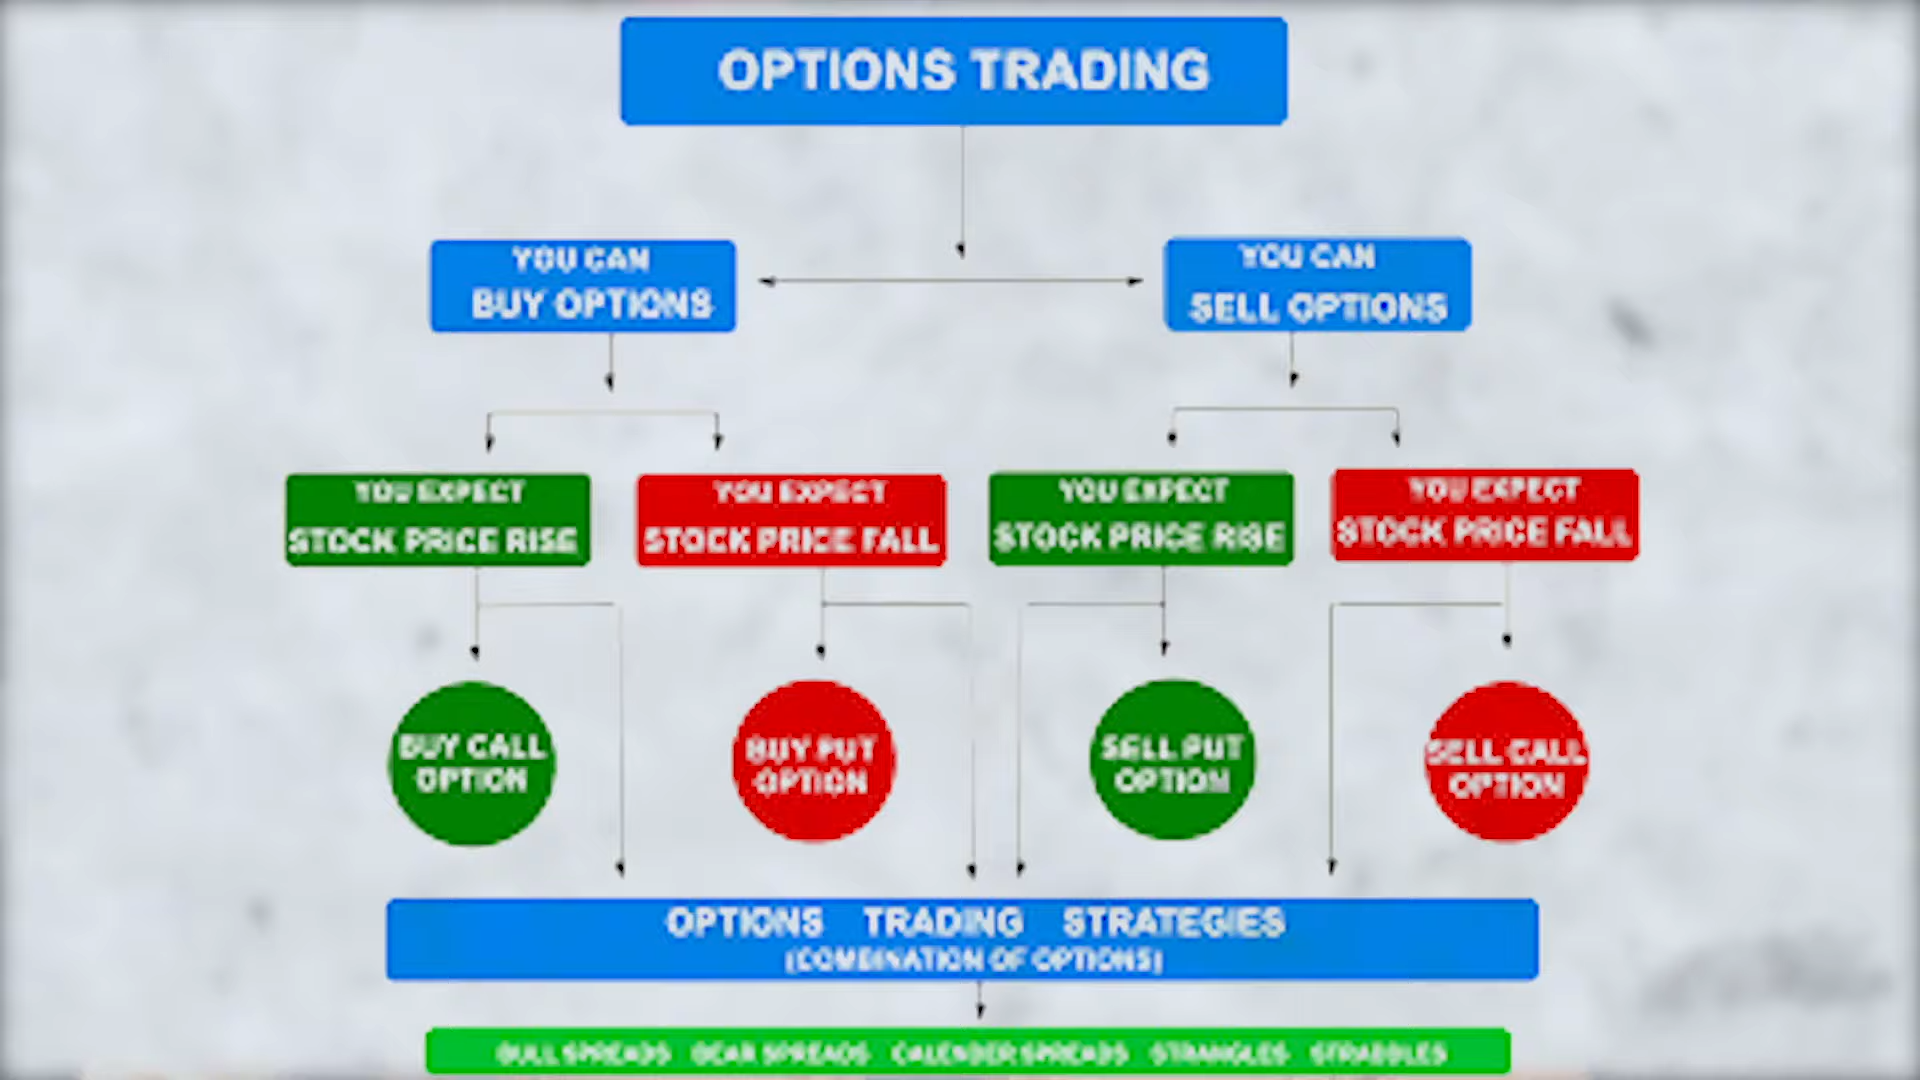 OPTIONS TRADING
YOU CAN
BUY OPTIONS
YOU CAN
SELL OPTIONS
YOU EXPECT
STOCK PRICE RISE
YOU EXPECT
STOCK PRICE FALL
YOU EXPECT
STOCK PRICE RISE
YOU EXPECT
STOCK PRICE FALL
BUY CALL
OPTION
BUY PUT
OPTION
SELL PUT
OPTION
SELL CALL
OPTION
OPTIONS TRADING STRATEGIES
(COMBINATION OF OPTIONS)
BULL SPREADS BEAR SPREADS CALENDER SPREADS STRANGLES